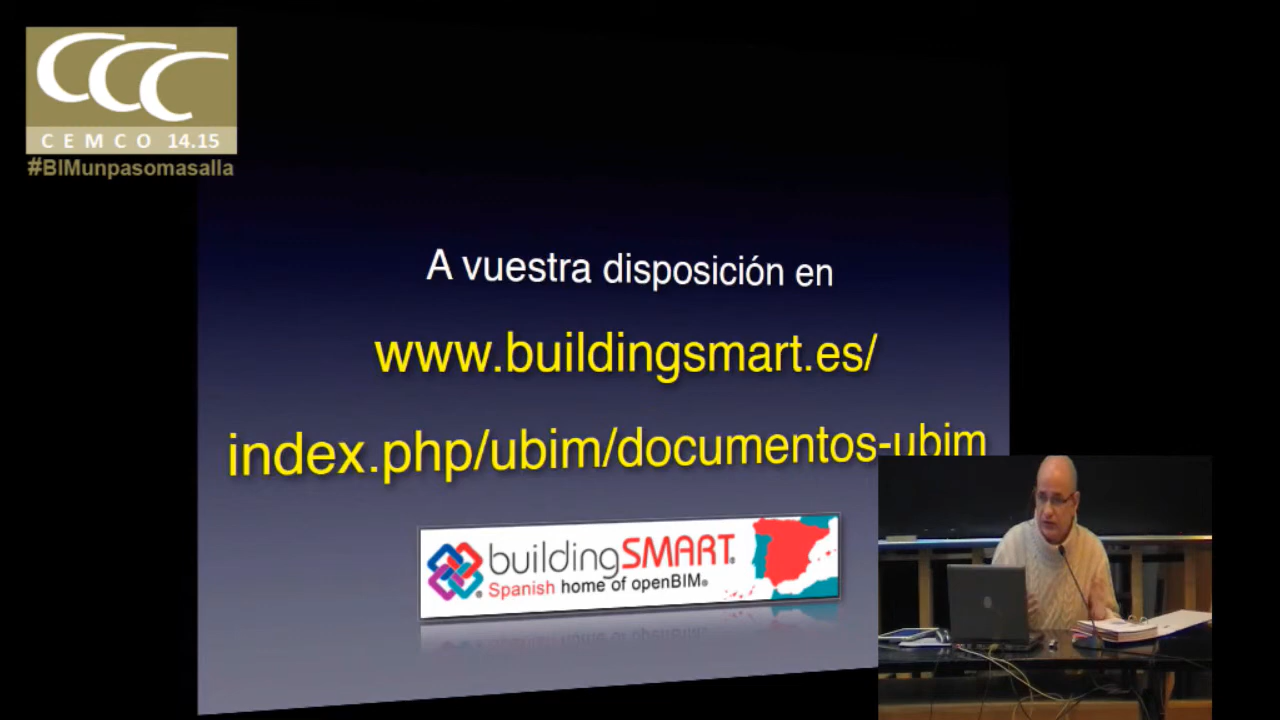 CCC
CEMCO 14.15
#BIMunpasomasalla
A vuestra disposición en
www.buildingsmart.es/
index.php/ubim/documentos-ubim
buildingSMART®
Spanish home of openBIM®